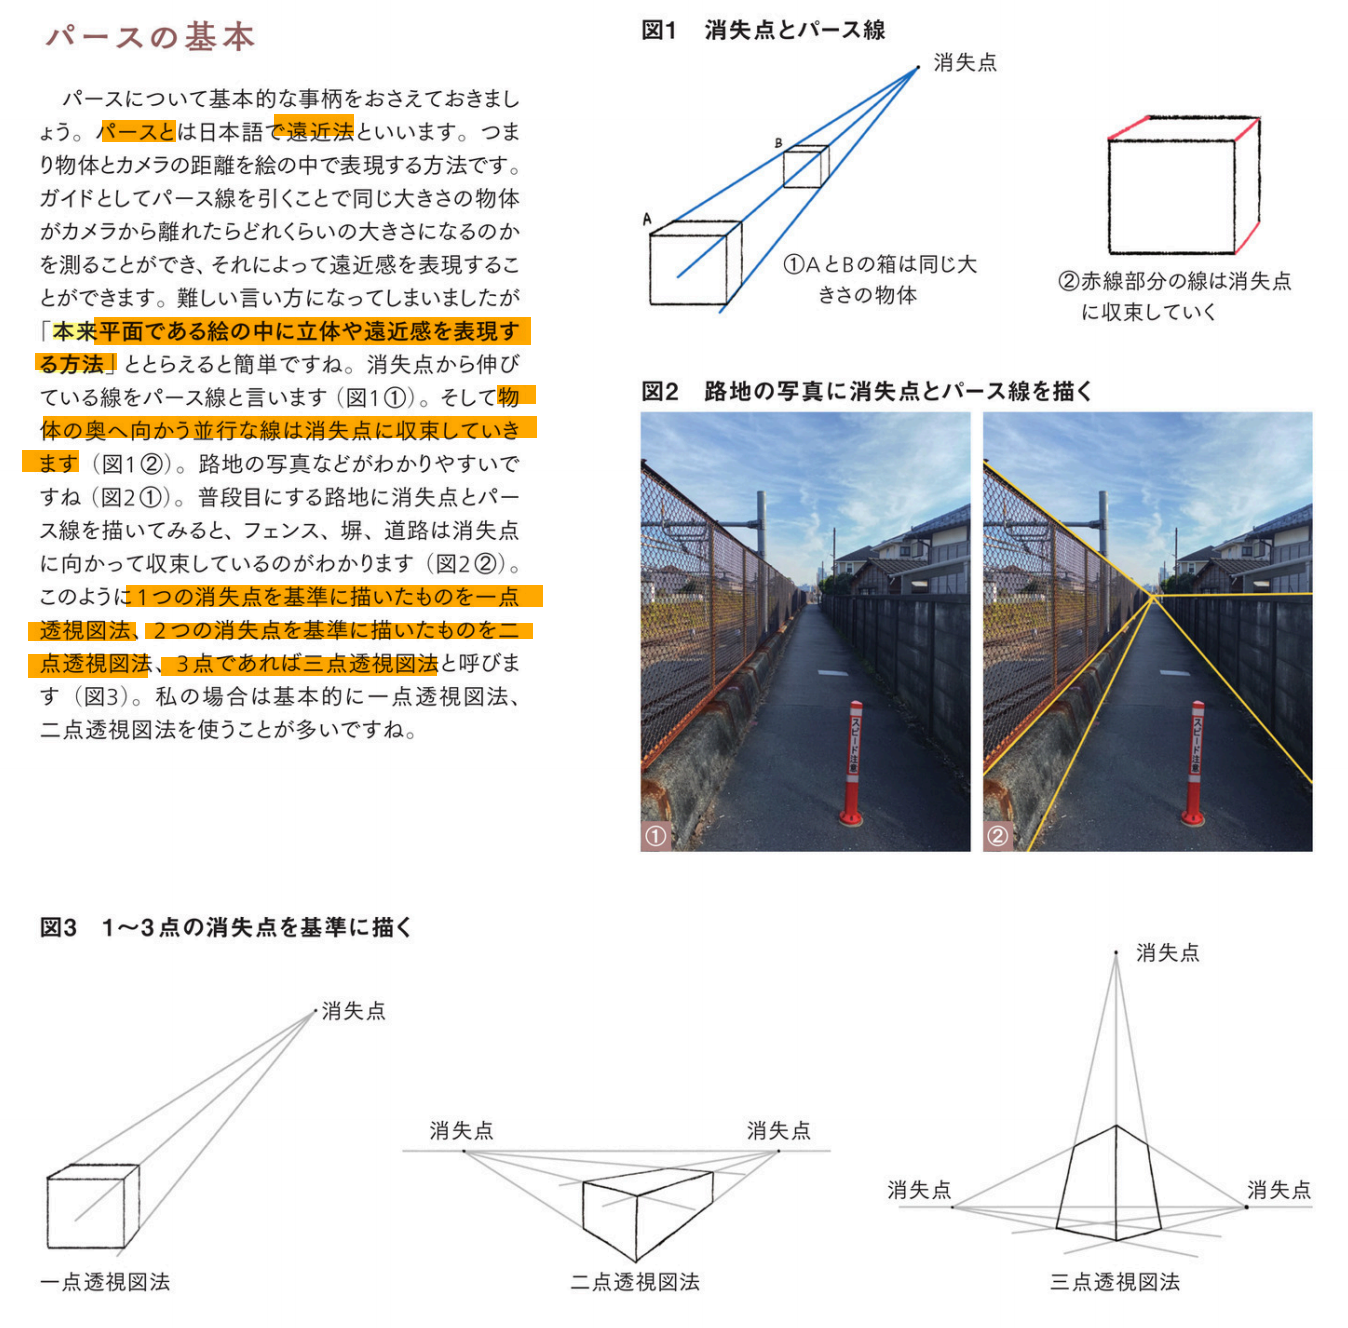 パースの基本
パースについて基本的な事柄をおさえておきまし
ょう。パースとは日本語で遠近法といいます。つま
り物体とカメラの距離を絵の中で表現する方法です。
ガイドとしてパース線を引くことで同じ大きさの物体
がカメラから離れたらどれくらいの大きさになるのか
を測ることができ、それによって遠近感を表現するこ
とができます。難しい言い方になってしまいましたが
「本来平面である絵の中に立体や遠近感を表現す
る方法」ととらえると簡単ですね。消失点から伸び
ている線をパース線と言います（図1①）。そして物
体の奥へ向かう並行な線は消失点に収束していき
ます（図1②）。路地の写真などがわかりやすいで
すね（図2①）。普段目にする路地に消失点とパー
ス線を描いてみると、フェンス、塀、道路は消失点
に向かって収束しているのがわかります（図2②）。
このように1つの消失点を基準に描いたものを一点
透視図法、2つの消失点を基準に描いたものを二
点透視図法、3点であれば三点透視図法と呼びま
す（図3）。私の場合は基本的に一点透視図法、
二点透視図法を使うことが多いですね。
図1　消失点とパース線
消失点
B
A
①AとBの箱は同じ大
きさの物体
②赤線部分の線は消失点
に収束していく
図2　路地の写真に消失点とパース線を描く
スピード注意
①
スピード注意
②
図3　1〜3点の消失点を基準に描く
消失点
一点透視図法
消失点
消失点
二点透視図法
消失点
消失点
消失点
三点透視図法